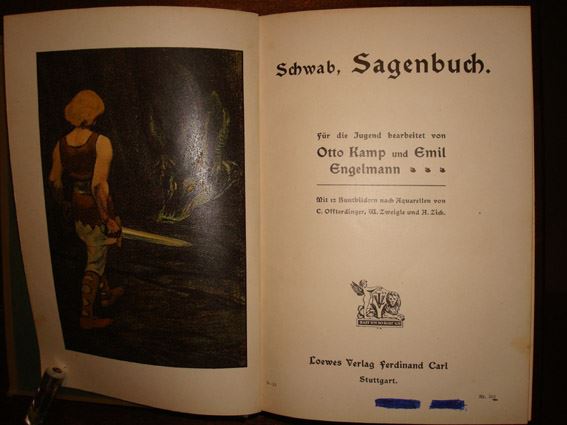 Schwab, Sagenbuch.
Für die Jugend bearbeitet von
Otto Kamp und Emil
Engelmann
Mit 12 Buntbildern nach Aquarellen von
C. Offterdinger, W. Zweigle und A. Zick.
Loewes Verlag Ferdinand Carl
Stuttgart.
Nr.